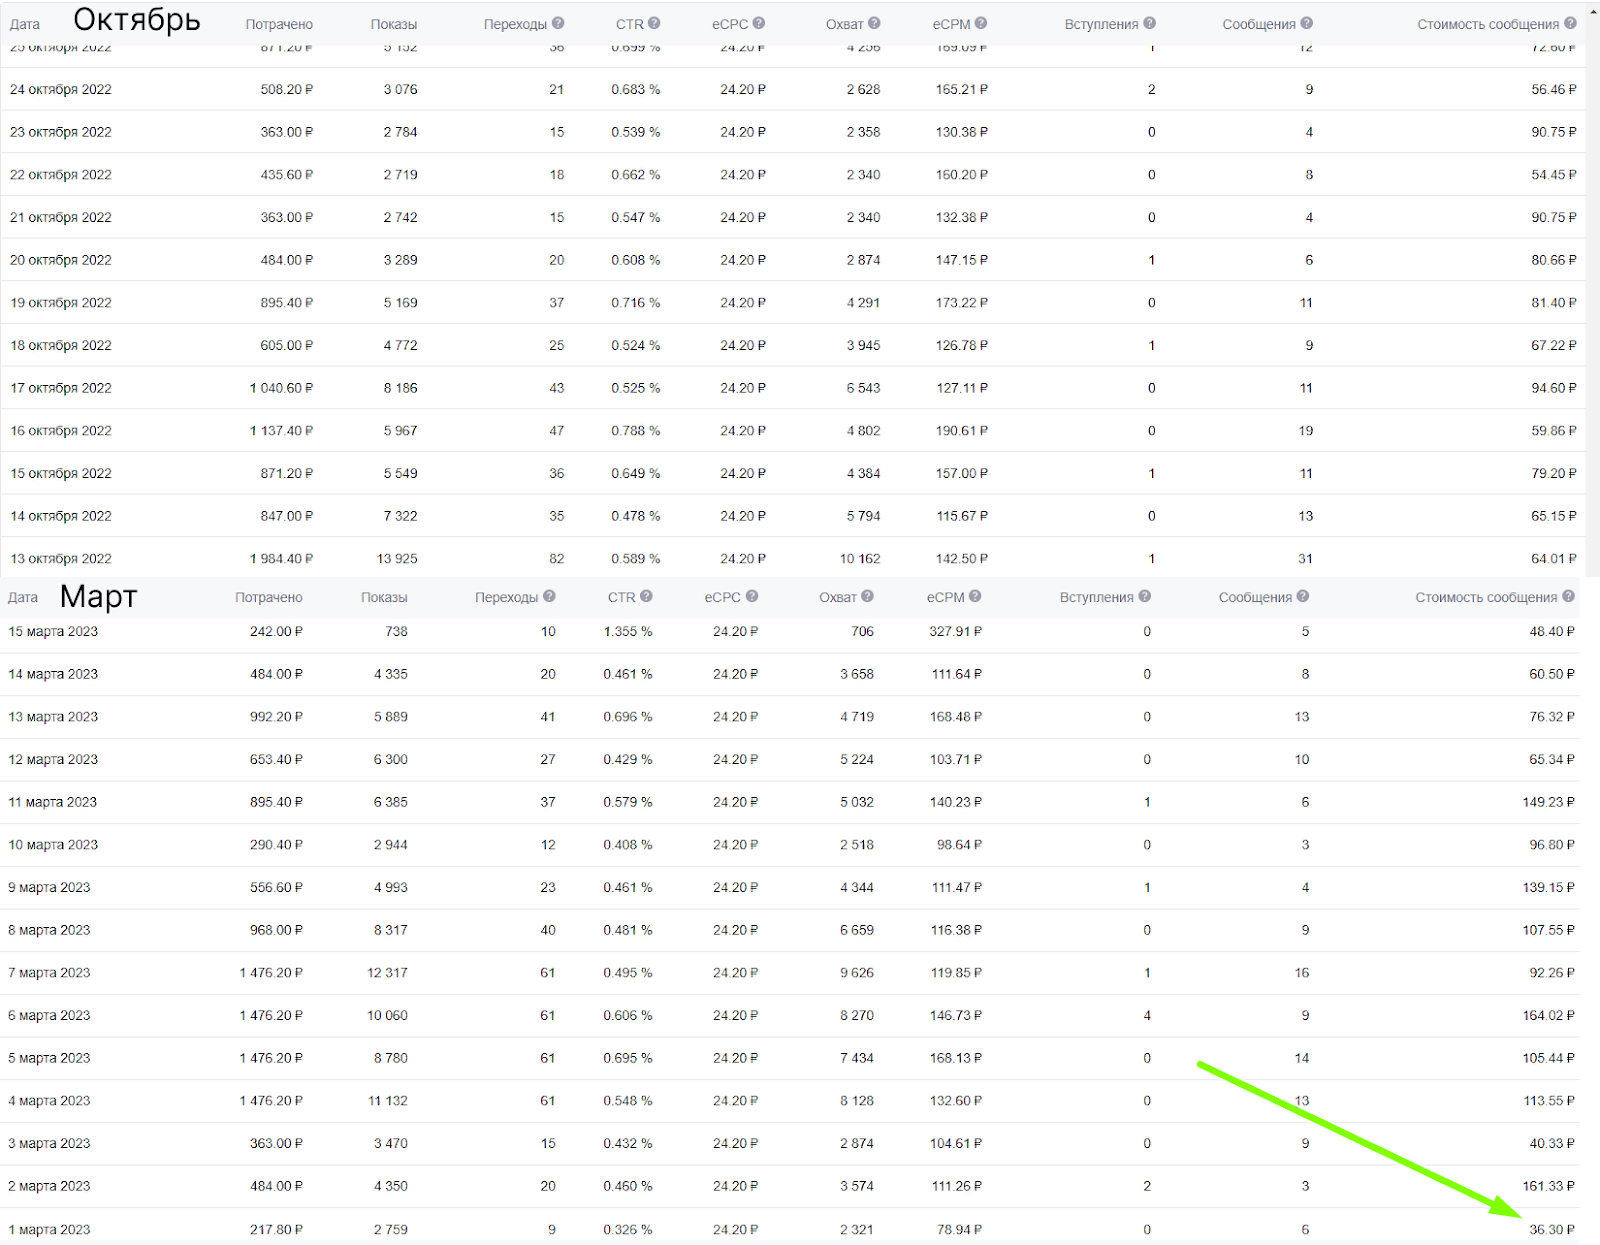 Дата Октябрь Потрачено Показы Переходы CTR eCPC Охват eCPM Вступления Сообщения Стоимость сообщения
25 октября 2022 871.20 ₽ 5 152 36 0.699 % 24.20 ₽ 4 256 169.09 ₽ 1 12 72.60 ₽
24 октября 2022 508.20 ₽ 3 076 21 0.683 % 24.20 ₽ 2 628 165.21 ₽ 2 9 56.46 ₽
23 октября 2022 363.00 ₽ 2 784 15 0.539 % 24.20 ₽ 2 358 130.38 ₽ 0 4 90.75 ₽
22 октября 2022 435.60 ₽ 2 719 18 0.662 % 24.20 ₽ 2 340 160.20 ₽ 0 8 54.45 ₽
21 октября 2022 363.00 ₽ 2 742 15 0.547 % 24.20 ₽ 2 340 132.38 ₽ 0 4 90.75 ₽
20 октября 2022 484.00 ₽ 3 289 20 0.608 % 24.20 ₽ 2 874 147.15 ₽ 1 6 80.66 ₽
19 октября 2022 895.40 ₽ 5 169 37 0.716 % 24.20 ₽ 4 291 173.22 ₽ 0 11 81.40 ₽
18 октября 2022 605.00 ₽ 4 772 25 0.524 % 24.20 ₽ 3 945 126.78 ₽ 1 9 67.22 ₽
17 октября 2022 1 040.60 ₽ 8 186 43 0.525 % 24.20 ₽ 6 543 127.11 ₽ 0 11 94.60 ₽
16 октября 2022 1 137.40 ₽ 5 967 47 0.788 % 24.20 ₽ 4 802 190.61 ₽ 0 19 59.86 ₽
15 октября 2022 871.20 ₽ 5 549 36 0.649 % 24.20 ₽ 4 384 157.00 ₽ 1 11 79.20 ₽
14 октября 2022 847.00 ₽ 7 322 35 0.478 % 24.20 ₽ 5 794 115.67 ₽ 0 13 65.15 ₽
13 октября 2022 1 984.40 ₽ 13 925 82 0.589 % 24.20 ₽ 10 162 142.50 ₽ 1 31 64.01 ₽
Дата Март Потрачено Показы Переходы CTR eCPC Охват eCPM Вступления Сообщения Стоимость сообщения
15 марта 2023 242.00 ₽ 738 10 1.355 % 24.20 ₽ 706 327.91 ₽ 0 5 48.40 ₽
14 марта 2023 484.00 ₽ 4 335 20 0.461 % 24.20 ₽ 3 658 111.64 ₽ 0 8 60.50 ₽
13 марта 2023 992.20 ₽ 5 889 41 0.696 % 24.20 ₽ 4 719 168.48 ₽ 0 13 76.32 ₽
12 марта 2023 653.40 ₽ 6 300 27 0.429 % 24.20 ₽ 5 224 103.71 ₽ 0 10 65.34 ₽
11 марта 2023 895.40 ₽ 6 385 37 0.579 % 24.20 ₽ 5 032 140.23 ₽ 1 6 149.23 ₽
10 марта 2023 290.40 ₽ 2 944 12 0.408 % 24.20 ₽ 2 518 98.64 ₽ 0 3 96.80 ₽
9 марта 2023 556.60 ₽ 4 993 23 0.461 % 24.20 ₽ 4 344 111.47 ₽ 1 4 139.15 ₽
8 марта 2023 968.00 ₽ 8 317 40 0.481 % 24.20 ₽ 6 659 116.38 ₽ 0 9 107.55 ₽
7 марта 2023 1 476.20 ₽ 12 317 61 0.495 % 24.20 ₽ 9 626 119.85 ₽ 1 16 92.26 ₽
6 марта 2023 1 476.20 ₽ 10 060 61 0.606 % 24.20 ₽ 8 270 146.73 ₽ 4 9 164.02 ₽
5 марта 2023 1 476.20 ₽ 8 780 61 0.695 % 24.20 ₽ 7 434 168.13 ₽ 0 14 105.44 ₽
4 марта 2023 1 476.20 ₽ 11 132 61 0.548 % 24.20 ₽ 8 128 132.60 ₽ 0 13 113.55 ₽
3 марта 2023 363.00 ₽ 3 470 15 0.432 % 24.20 ₽ 2 874 104.61 ₽ 0 9 40.33 ₽
2 марта 2023 484.00 ₽ 4 350 20 0.460 % 24.20 ₽ 3 574 111.26 ₽ 2 3 161.33 ₽
1 марта 2023 217.80 ₽ 2 759 9 0.326 % 24.20 ₽ 2 321 78.94 ₽ 0 6 36.30 ₽